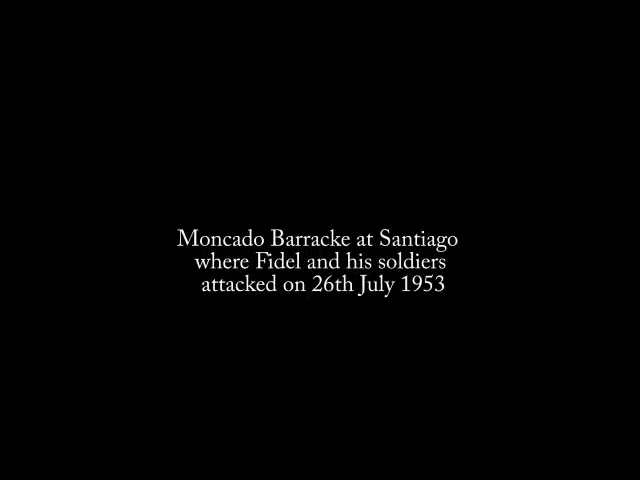 Moncado Barracke at Santiago
where Fidel and his soldiers
attacked on 26th July 1953